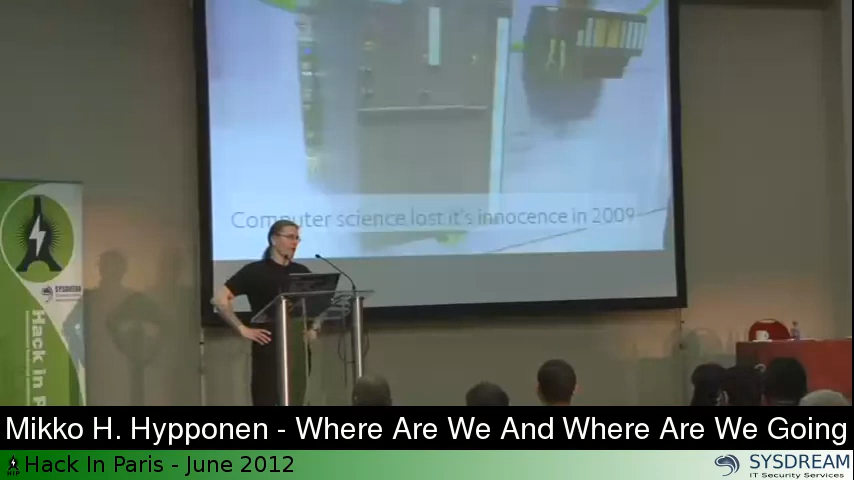 Computer science lost it's innocence in 2009
SYSDREAM
Hack in P
Mikko H. Hypponen - Where Are We And Where Are We Going
Hack In Paris - June 2012
SYSDREAM
IT Security Services